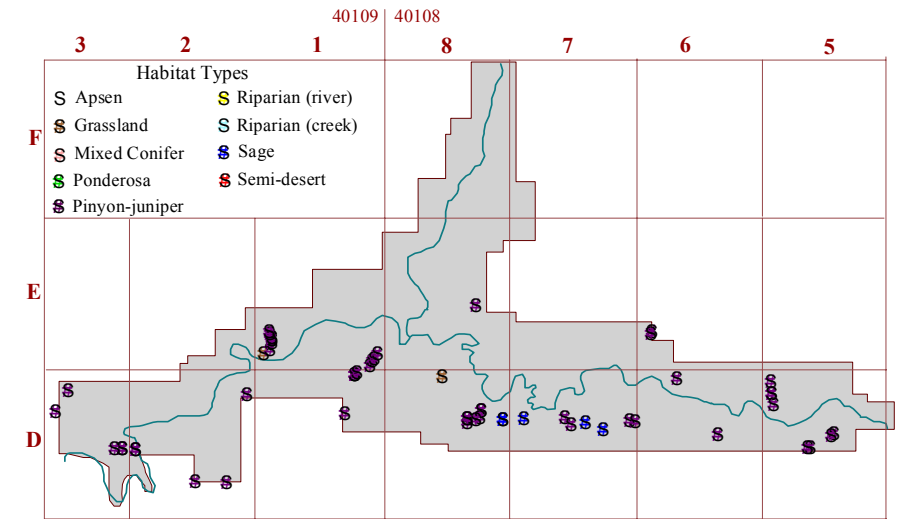 40109 40108
3 2 1 8 7 6 5
Habitat Types
S Apsen S Riparian (river)
S Grassland S Riparian (creek)
S Mixed Conifer S Sage
S Ponderosa S Semi-desert
S Pinyon-juniper
F
E
D